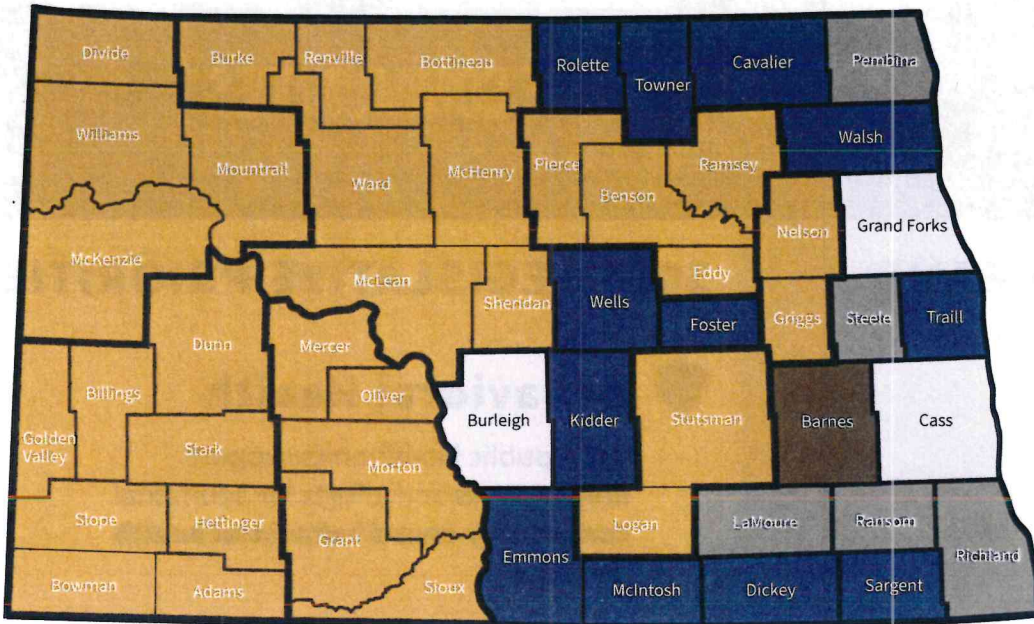 Divide
Burke
Renville
Bottineau
Rolette
Towner
Cavalier
Pembina
Williams
Mountrail
Ward
McHenry
Pierce
Benson
Ramsey
Walsh
McKenzie
McLean
Sheridan
Wells
Eddy
Foster
Nelson
Grand Forks
Griggs
Steele
Traill
Dunn
Mercer
Oliver
Billings
Golden
Valley
Stark
Morton
Burleigh
Kidder
Stutsman
Barnes
Cass
Slope
Hettinger
Grant
Emmons
Logan
LaMoure
Ransom
Richland
Bowman
Adams
Sioux
McIntosh
Dickey
Sargent